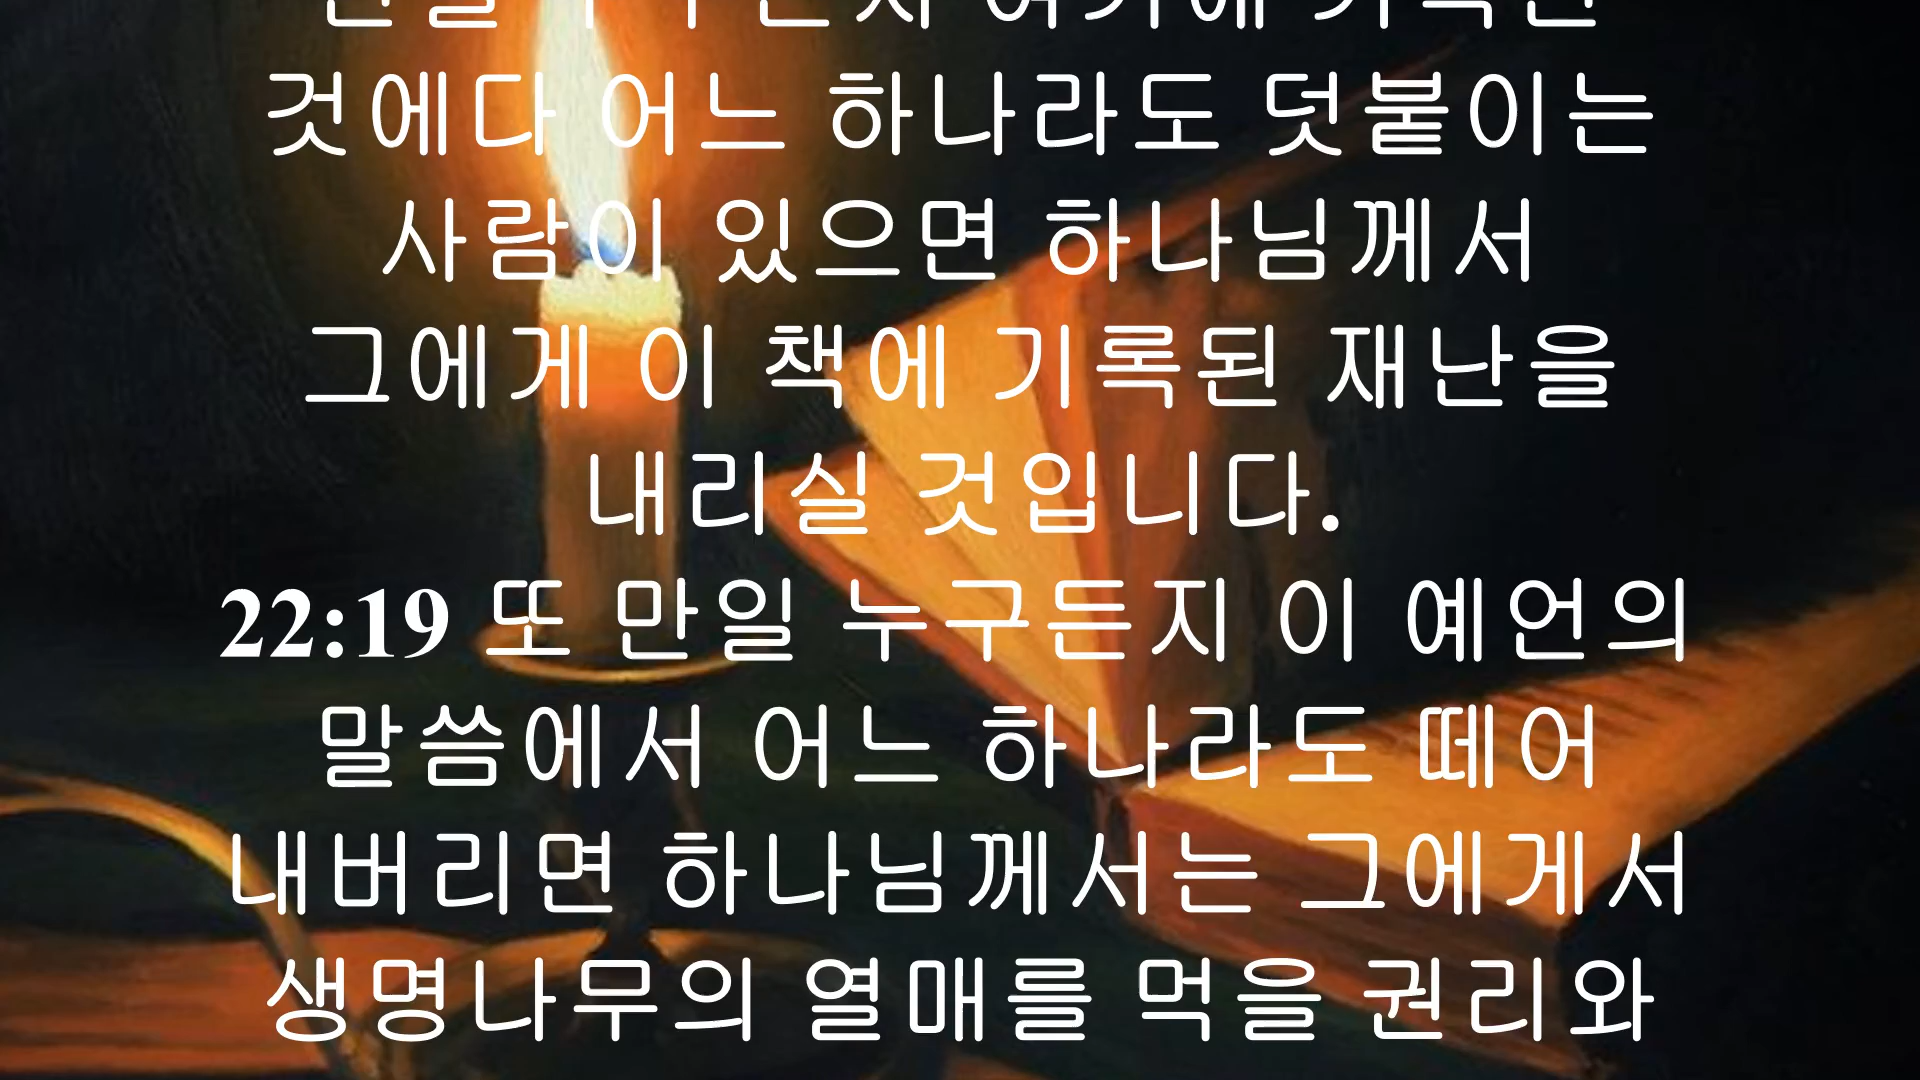 것에다 어느 하나라도 덧붙이는
사람이 있으면 하나님께서
그에게 이 책에 기록된 재난을
내리실 것입니다.
22:19 또 만일 누구든지 이 예언의
말씀에서 어느 하나라도 떼어
내버리면 하나님께서는 그에게서
생명나무의 열매를 먹을 권리와